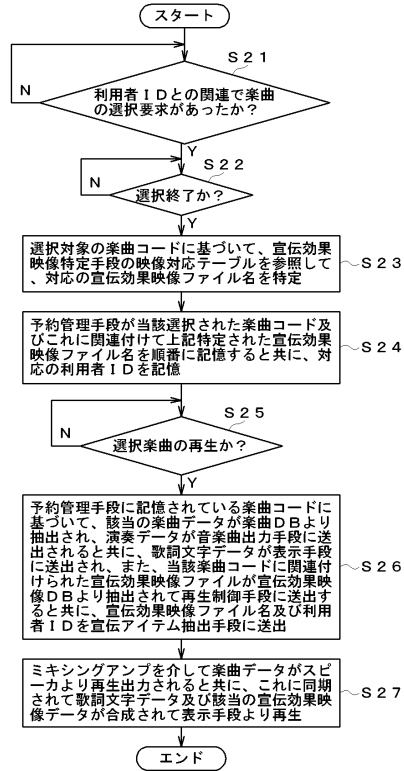 スタート
S21
利用者IDとの関連で楽曲
の選択要求があったか?
N
Y
S22
選択終了か?
N
Y
選択対象の楽曲コードに基づいて、宣伝効果
映像特定手段の映像対応テーブルを参照して
、対応の宣伝効果映像ファイル名を特定
S23
予約管理手段が当該選択された楽曲コード及
びこれに関連付けて上記特定された宣伝効果
映像ファイル名を順番に記憶すると共に、対
応の利用者IDを記憶
S24
S25
選択楽曲の再生か?
N
Y
予約管理手段に記憶されている楽曲コードに
基づいて、該当の楽曲データが楽曲DBより
抽出され、演奏データが音楽曲出力手段に送
出されると共に、歌詞文字データが表示手段
に送出され、また、当該楽曲コードに関連付
けられた宣伝効果映像ファイルが宣伝効果映
像DBより抽出されて再生制御手段に送出す
ると共に、宣伝効果映像ファイル名及び利用
者IDを宣伝アイテム抽出手段に送出
S26
ミキシングアンプを介して楽曲データがスピ
ーカより再生出力されると共に、これに同期
されて歌詞文字データ及び該当の宣伝効果映
像データが合成されて表示手段より再生
S27
エンド